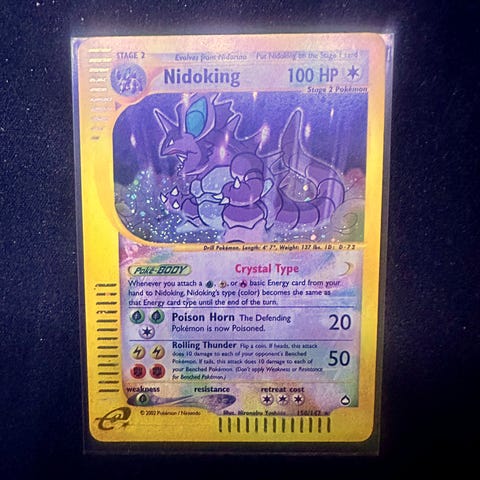 STAGE 2 Evolves from Nidorino Put Nidoking on the Stage 1 card
Nidoking 100 HP
Stage 2 Pokémon
Drill Pokémon. Length: 4' 7", Weight: 137 lbs. ID: D-72
Poké-BODY Crystal Type
Whenever you attach a , , or basic Energy card from your
hand to Nidoking, Nidoking's type (color) becomes the same as
that Energy card type until the end of the turn.
Poison Horn The Defending
Pokémon is now Poisoned. 20
Rolling Thunder Flip a coin. If heads, this attack
does 10 damage to each of your opponent's Benched
Pokémon. If tails, this attack does 10 damage to each of
your Benched Pokémon. (Don't apply Weakness or Resistance
for Benched Pokémon.) 50
weakness resistance retreat cost
© 2002 Pokémon / Nintendo Illus. Hironobu Yoshida 150/147